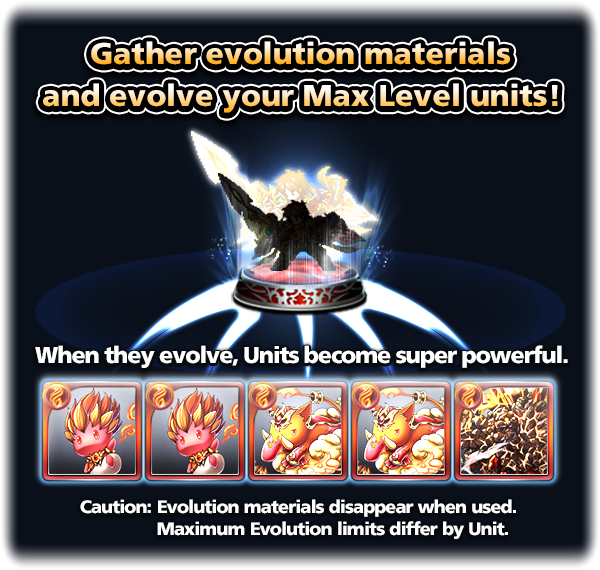 Gather evolution materials
and evolve your Max Level units!
When they evolve, Units become super powerful.
Caution: Evolution materials disappear when used.
Maximum Evolution limits differ by Unit.